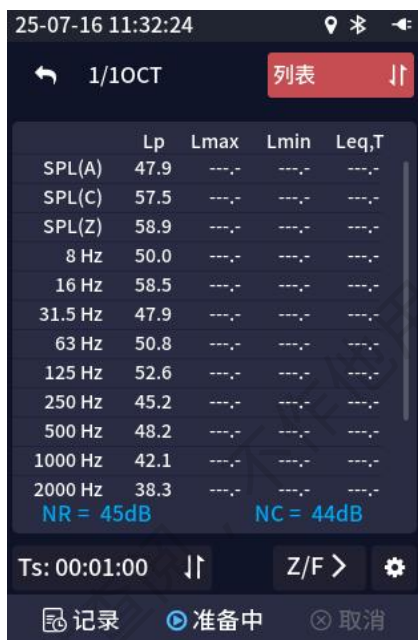 25-07-16 11:32:24
1/1OCT 列表
Lp Lmax Lmin Leq,T
SPL(A) 47.9 ---.- ---.- ---.-
SPL(C) 57.5 ---.- ---.- ---.-
SPL(Z) 58.9 ---.- ---.- ---.-
8 Hz 50.0 ---.- ---.- ---.-
16 Hz 58.5 ---.- ---.- ---.-
31.5 Hz 47.9 ---.- ---.- ---.-
63 Hz 50.8 ---.- ---.- ---.-
125 Hz 52.6 ---.- ---.- ---.-
250 Hz 45.2 ---.- ---.- ---.-
500 Hz 48.2 ---.- ---.- ---.-
1000 Hz 42.1 ---.- ---.- ---.-
2000 Hz 38.3 ---.- ---.- ---.-
NR = 45dB NC = 44dB
Ts: 00:01:00 Z/F
记录 准备中 取消